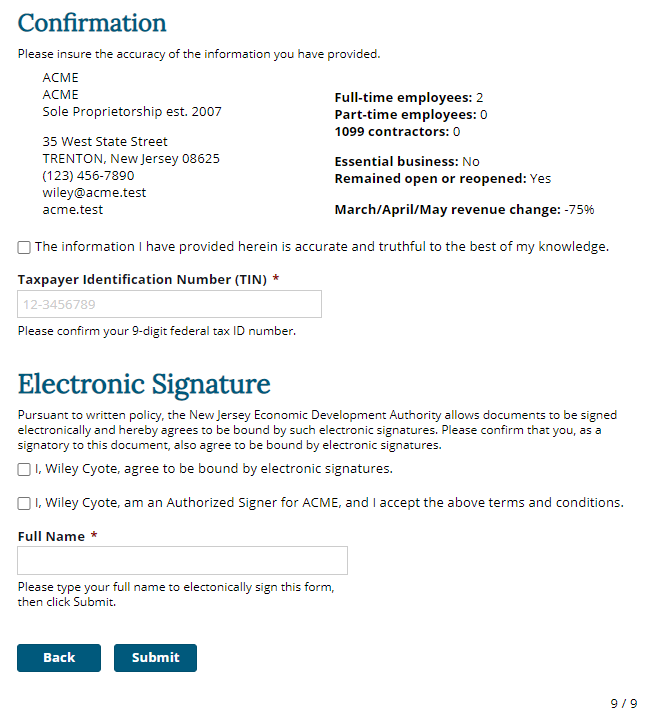 Confirmation
Please insure the accuracy of the information you have provided.
ACME
ACME
Sole Proprietorship est. 2007
35 West State Street
TRENTON, New Jersey 08625
(123) 456-7890
wiley@acme.test
acme.test
Full-time employees: 2
Part-time employees: 0
1099 contractors: 0
Essential business: No
Remained open or reopened: Yes
March/April/May revenue change: -75%
The information I have provided herein is accurate and truthful to the best of my knowledge.
Taxpayer Identification Number (TIN) *
12-3456789
Please confirm your 9-digit federal tax ID number.
Electronic Signature
Pursuant to written policy, the New Jersey Economic Development Authority allows documents to be signed
electronically and hereby agrees to be bound by such electronic signatures. Please confirm that you, as a
signatory to this document, also agree to be bound by electronic signatures.
I, Wiley Cyote, agree to be bound by electronic signatures.
I, Wiley Cyote, am an Authorized Signer for ACME, and I accept the above terms and conditions.
Full Name *
Please type your full name to electonically sign this form,
then click Submit.
Back
Submit
9 / 9